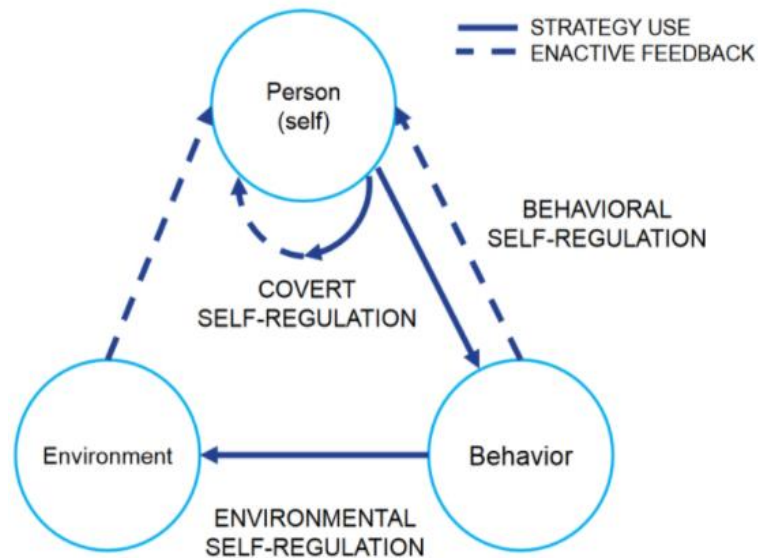 STRATEGY USE
ENACTIVE FEEDBACK
Person
(self)
BEHAVIORAL
SELF-REGULATION
COVERT
SELF-REGULATION
Environment
Behavior
ENVIRONMENTAL
SELF-REGULATION